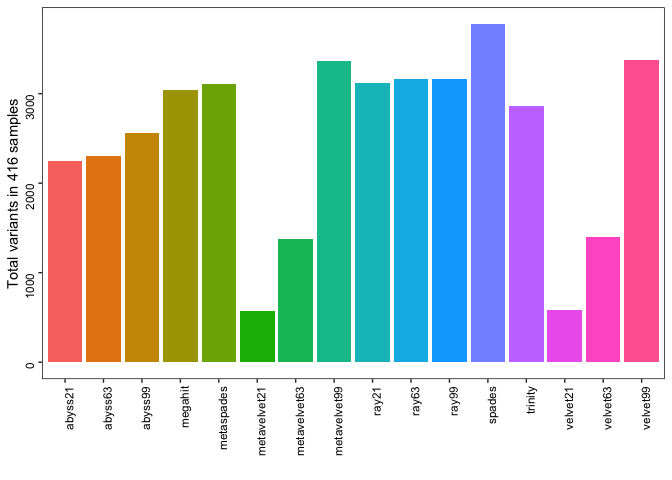 Total variants in 416 samples
3000
2000
1000
0
abyss21
abyss63
abyss99
megahit
metaspades
metavelvet21
metavelvet63
metavelvet99
ray21
ray63
ray99
spades
trinity
velvet21
velvet63
velvet99